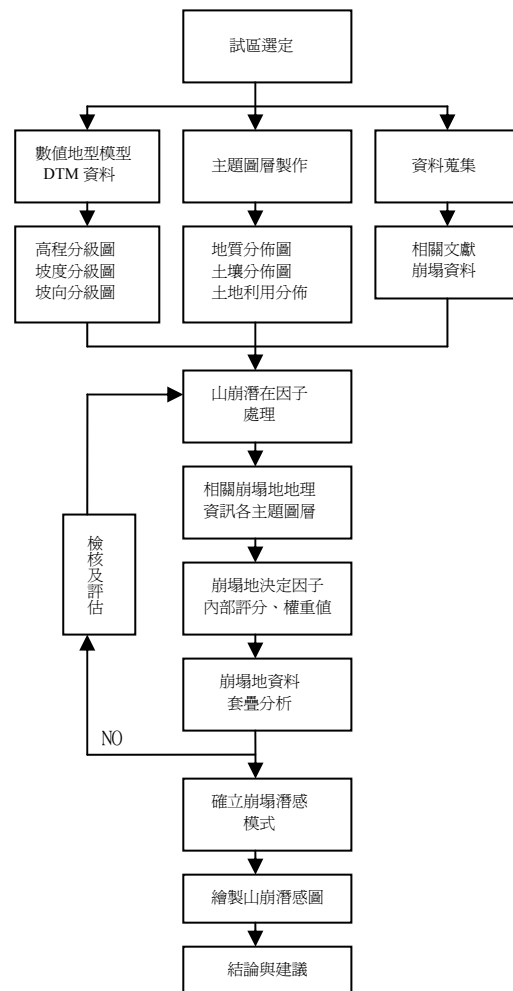 試區選定
數值地型模型
DTM 資料
主題圖層製作
資料蒐集
高程分級圖
坡度分級圖
坡向分級圖
地質分佈圖
土壤分佈圖
土地利用分佈
相關文獻
崩塌資料
山崩潛在因子
處理
相關崩塌地地理
資訊各主題圖層
檢核及評估
崩塌地決定因子
內部評分、權重值
崩塌地資料
套疊分析
NO
確立崩塌潛感
模式
繪製山崩潛感圖
結論與建議